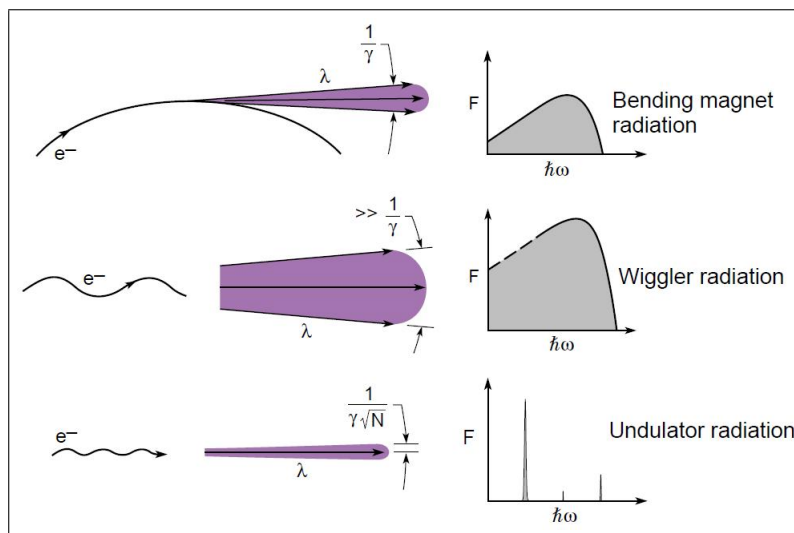 1
γ
λ
e–
F
ħω
Bending magnet
radiation
>> 1
γ
e–
λ
F
ħω
Wiggler radiation
1
γ√N
e–
λ
F
ħω
Undulator radiation